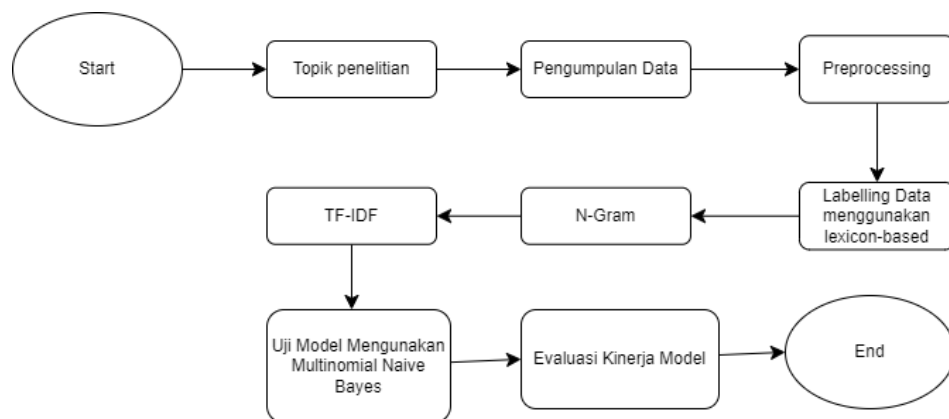 Start
Topik penelitian
Pengumpulan Data
Preprocessing
Labelling Data
menggunakan
lexicon-based
N-Gram
TF-IDF
Uji Model Mengunakan
Multinomial Naive
Bayes
Evaluasi Kinerja Model
End